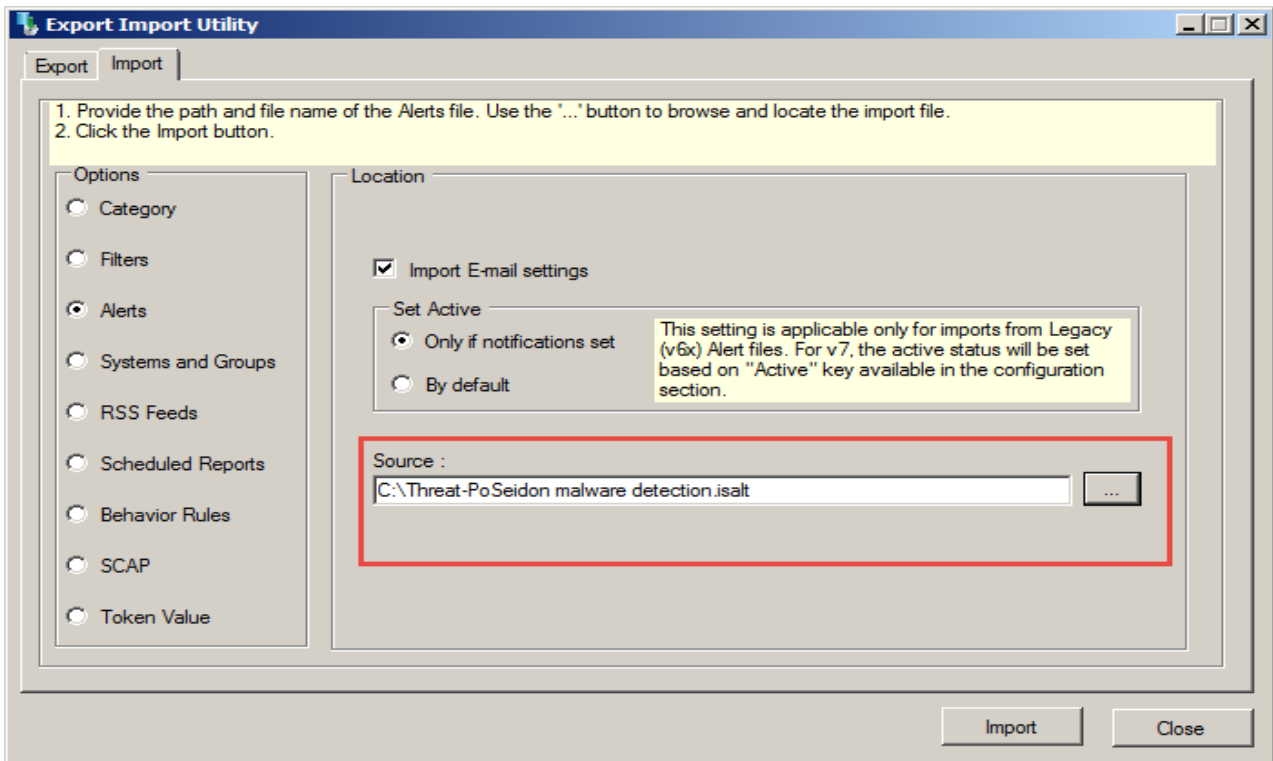 Export Import Utility
Export Import
1. Provide the path and file name of the Alerts file. Use the '...' button to browse and locate the import file.
2. Click the Import button.
Options
Category
Filters
Alerts
Systems and Groups
RSS Feeds
Scheduled Reports
Behavior Rules
SCAP
Token Value
Location
Import E-mail settings
Set Active
Only if notifications set
By default
This setting is applicable only for imports from Legacy
(v6x) Alert files. For v7, the active status will be set
based on "Active" key available in the configuration
section.
Source :
C:\Threat-PoSeidon malware detection.isalt
...
Import
Close